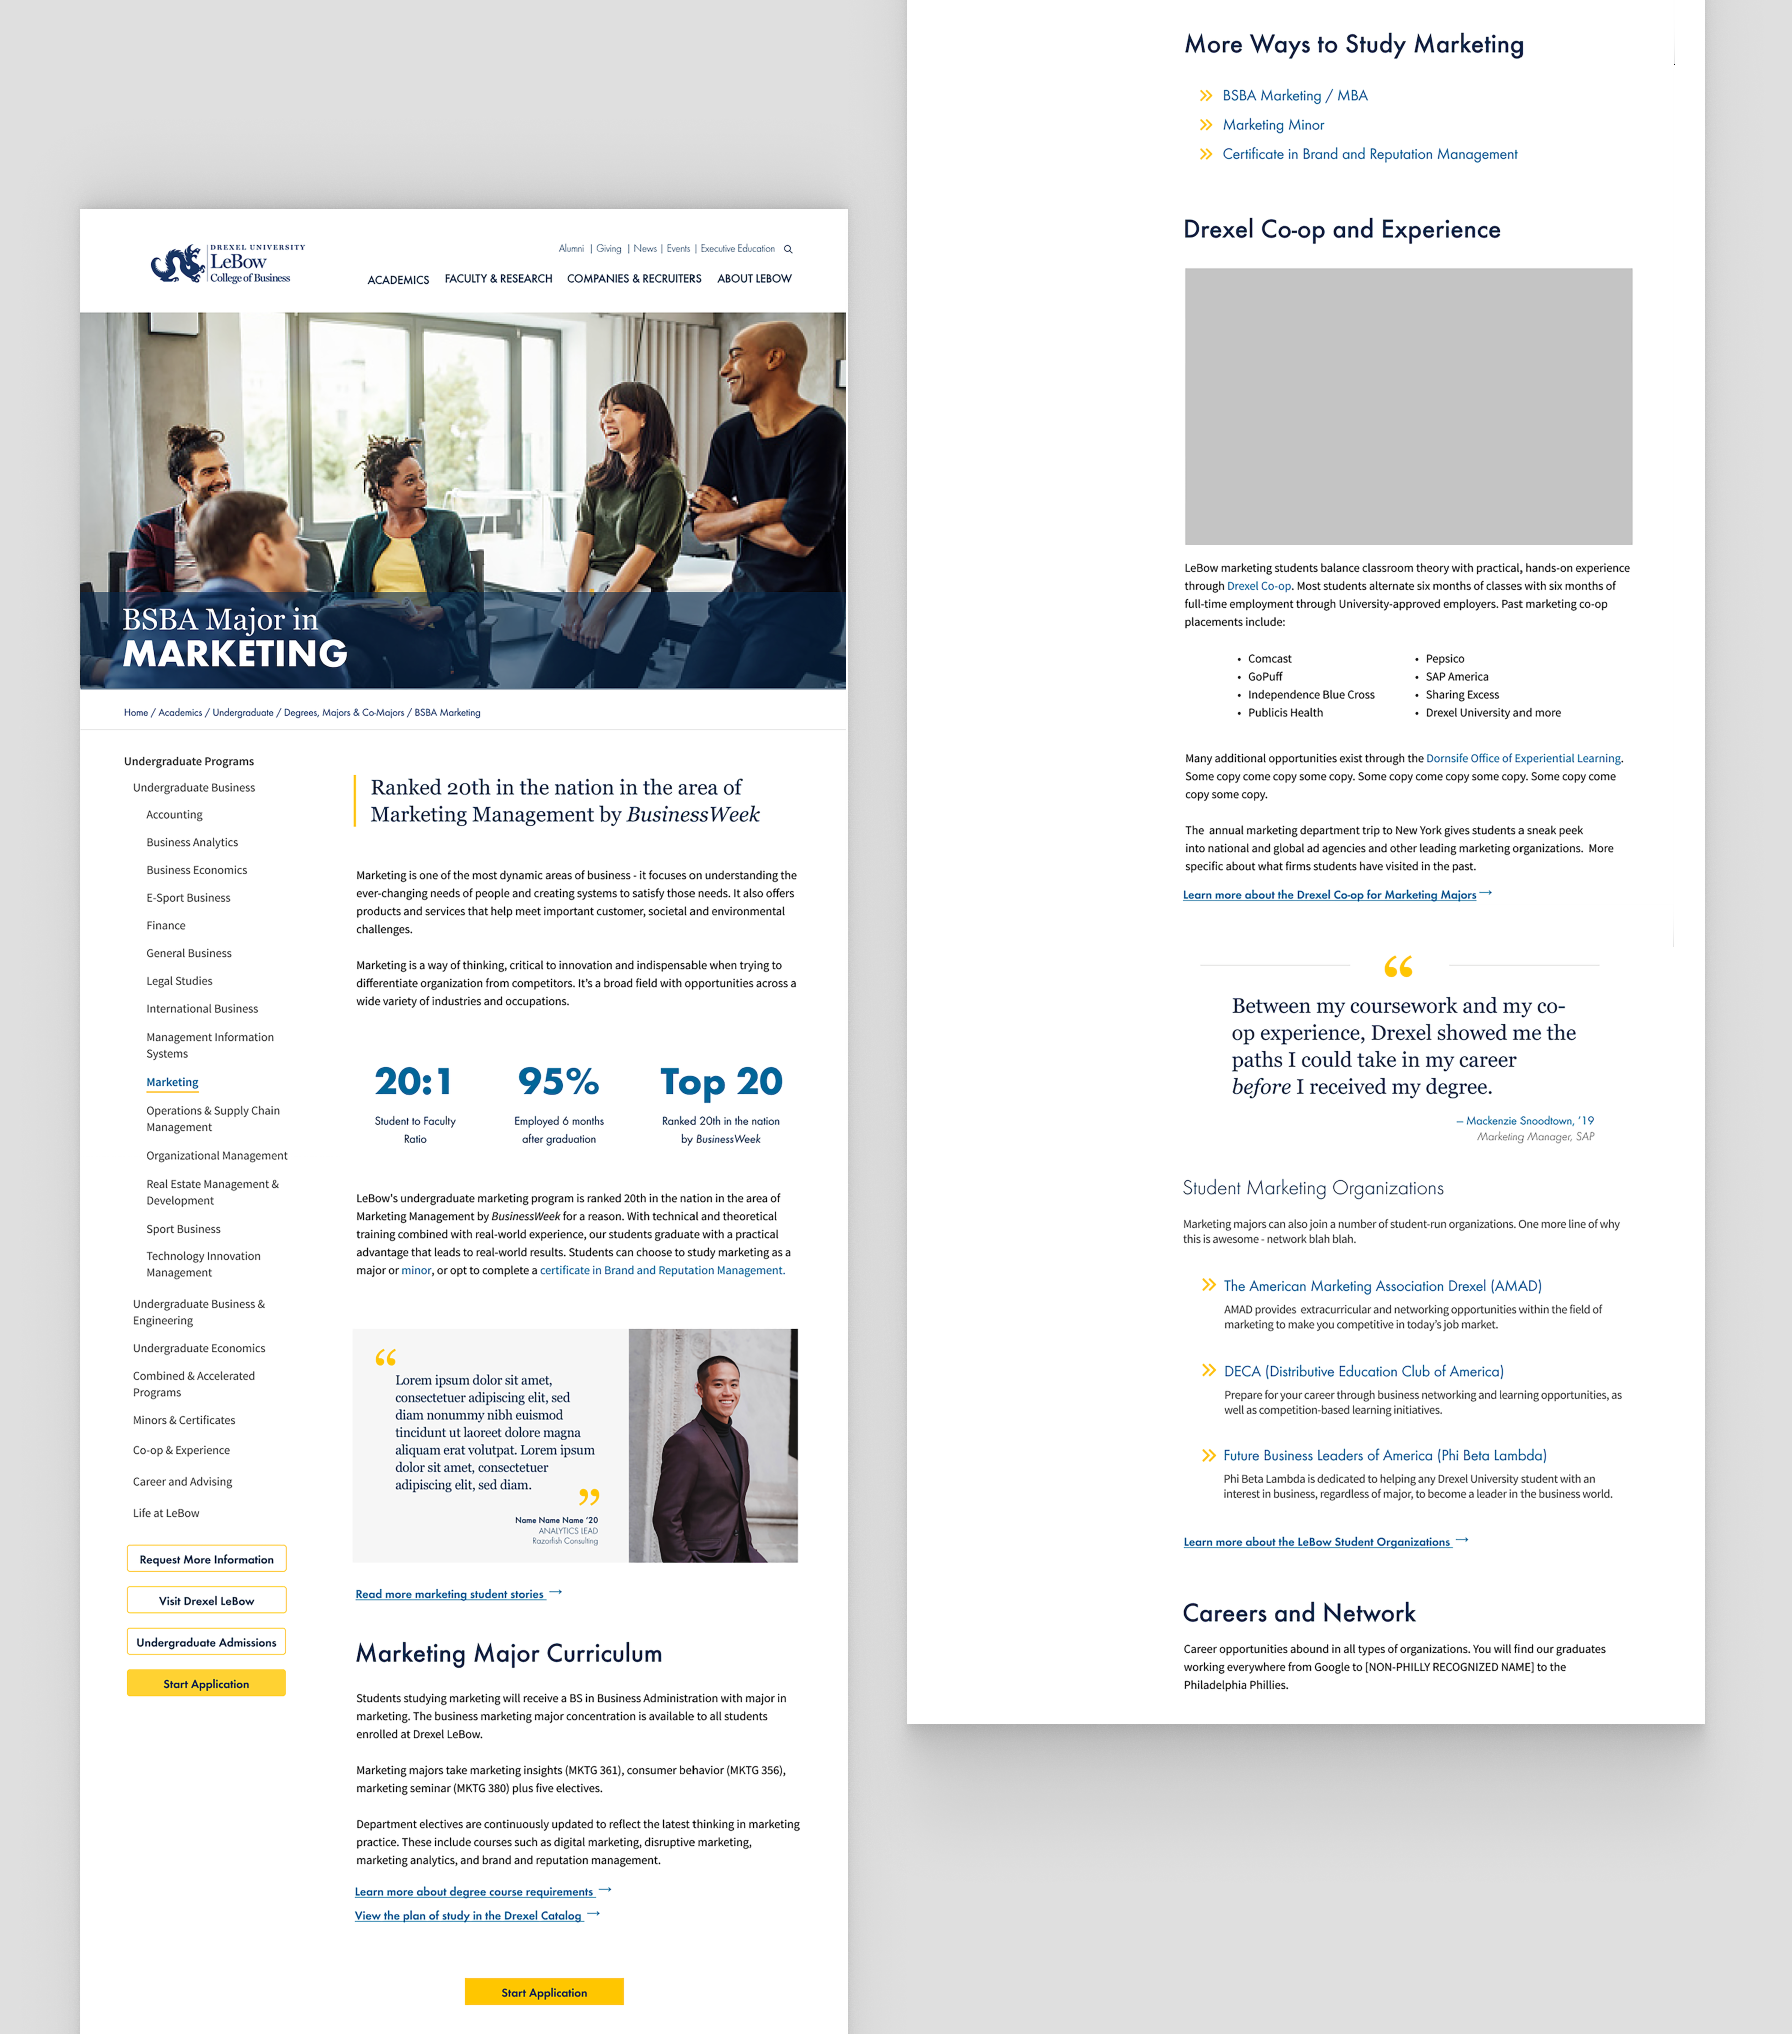 DREXEL UNIVERSITY
LeBow
College of Business
Alumni | Giving | News | Events | Executive Education
ACADEMICS FACULTY & RESEARCH COMPANIES & RECRUITERS ABOUT LEBOW
BSBA Major in
MARKETING
Home / Academics / Undergraduate / Degrees, Majors & Co-Majors / BSBA Marketing
Undergraduate Programs
Undergraduate Business
Accounting
Business Analytics
Business Economics
E-Sport Business
Finance
General Business
Legal Studies
International Business
Management Information
Systems
Marketing
Operations & Supply Chain
Management
Organizational Management
Real Estate Management &
Development
Sport Business
Technology Innovation
Management
Undergraduate Business &
Engineering
Undergraduate Economics
Combined & Accelerated
Programs
Minors & Certificates
Co-op & Experience
Career and Advising
Life at LeBow
Request More Information
Visit Drexel LeBow
Undergraduate Admissions
Start Application
Ranked 20th in the nation in the area of
Marketing Management by BusinessWeek
Marketing is one of the most dynamic areas of business - it focuses on understanding the
ever-changing needs of people and creating systems to satisfy those needs. It also offers
products and services that help meet important customer, societal and environmental
challenges.
Marketing is a way of thinking, critical to innovation and indispensable when trying to
differentiate organization from competitors. It's a broad field with opportunities across a
wide variety of industries and occupations.
20:1 95% Top 20
Student to Faculty Employed 6 months Ranked 20th in the nation
Ratio after graduation by BusinessWeek
LeBow's undergraduate marketing program is ranked 20th in the nation in the area of
Marketing Management by BusinessWeek for a reason. With technical and theoretical
training combined with real-world experience, our students graduate with a practical
advantage that leads to real-world results. Students can choose to study marketing as a
major or minor, or opt to complete a certificate in Brand and Reputation Management.
“
Lorem ipsum dolor sit amet,
consectetuer adipiscing elit, sed
diam nonummy nibh euismod
tincidunt ut laoreet dolore magna
aliquam erat volutpat. Lorem ipsum
dolor sit amet, consectetuer
adipiscing elit, sed diam.
”
Name Name Name '20
ANALYTICS LEAD
Razorfish Consulting
Read more marketing student stories →
Marketing Major Curriculum
Students studying marketing will receive a BS in Business Administration with major in
marketing. The business marketing major concentration is available to all students
enrolled at Drexel LeBow.
Marketing majors take marketing insights (MKTG 361), consumer behavior (MKTG 356),
marketing seminar (MKTG 380) plus five electives.
Department electives are continuously updated to reflect the latest thinking in marketing
practice. These include courses such as digital marketing, disruptive marketing,
marketing analytics, and brand and reputation management.
Learn more about degree course requirements →
View the plan of study in the Drexel Catalog →
Start Application
More Ways to Study Marketing
» BSBA Marketing / MBA
» Marketing Minor
» Certificate in Brand and Reputation Management
Drexel Co-op and Experience
LeBow marketing students balance classroom theory with practical, hands-on experience
through Drexel Co-op. Most students alternate six months of classes with six months of
full-time employment through University-approved employers. Past marketing co-op
placements include:
• Comcast
• GoPuff
• Independence Blue Cross
• Publicis Health
• Pepsico
• SAP America
• Sharing Excess
• Drexel University and more
Many additional opportunities exist through the Dornsife Office of Experiential Learning.
Some copy come copy some copy. Some copy come copy some copy. Some copy come
copy some copy.
The annual marketing department trip to New York gives students a sneak peek
into national and global ad agencies and other leading marketing organizations. More
specific about what firms students have visited in the past.
Learn more about the Drexel Co-op for Marketing Majors →
“
Between my coursework and my co-
op experience, Drexel showed me the
paths I could take in my career
before I received my degree.
– Mackenzie Snoodtown, '19
Marketing Manager, SAP
Student Marketing Organizations
Marketing majors can also join a number of student-run organizations. One more line of why
this is awesome - network blah blah.
» The American Marketing Association Drexel (AMAD)
AMAD provides extracurricular and networking opportunities within the field of
marketing to make you competitive in today's job market.
» DECA (Distributive Education Club of America)
Prepare for your career through business networking and learning opportunities, as
well as competition-based learning initiatives.
» Future Business Leaders of America (Phi Beta Lambda)
Phi Beta Lambda is dedicated to helping any Drexel University student with an
interest in business, regardless of major, to become a leader in the business world.
Learn more about the LeBow Student Organizations →
Careers and Network
Career opportunities abound in all types of organizations. You will find our graduates
working everywhere from Google to [NON-PHILLY RECOGNIZED NAME] to the
Philadelphia Phillies.